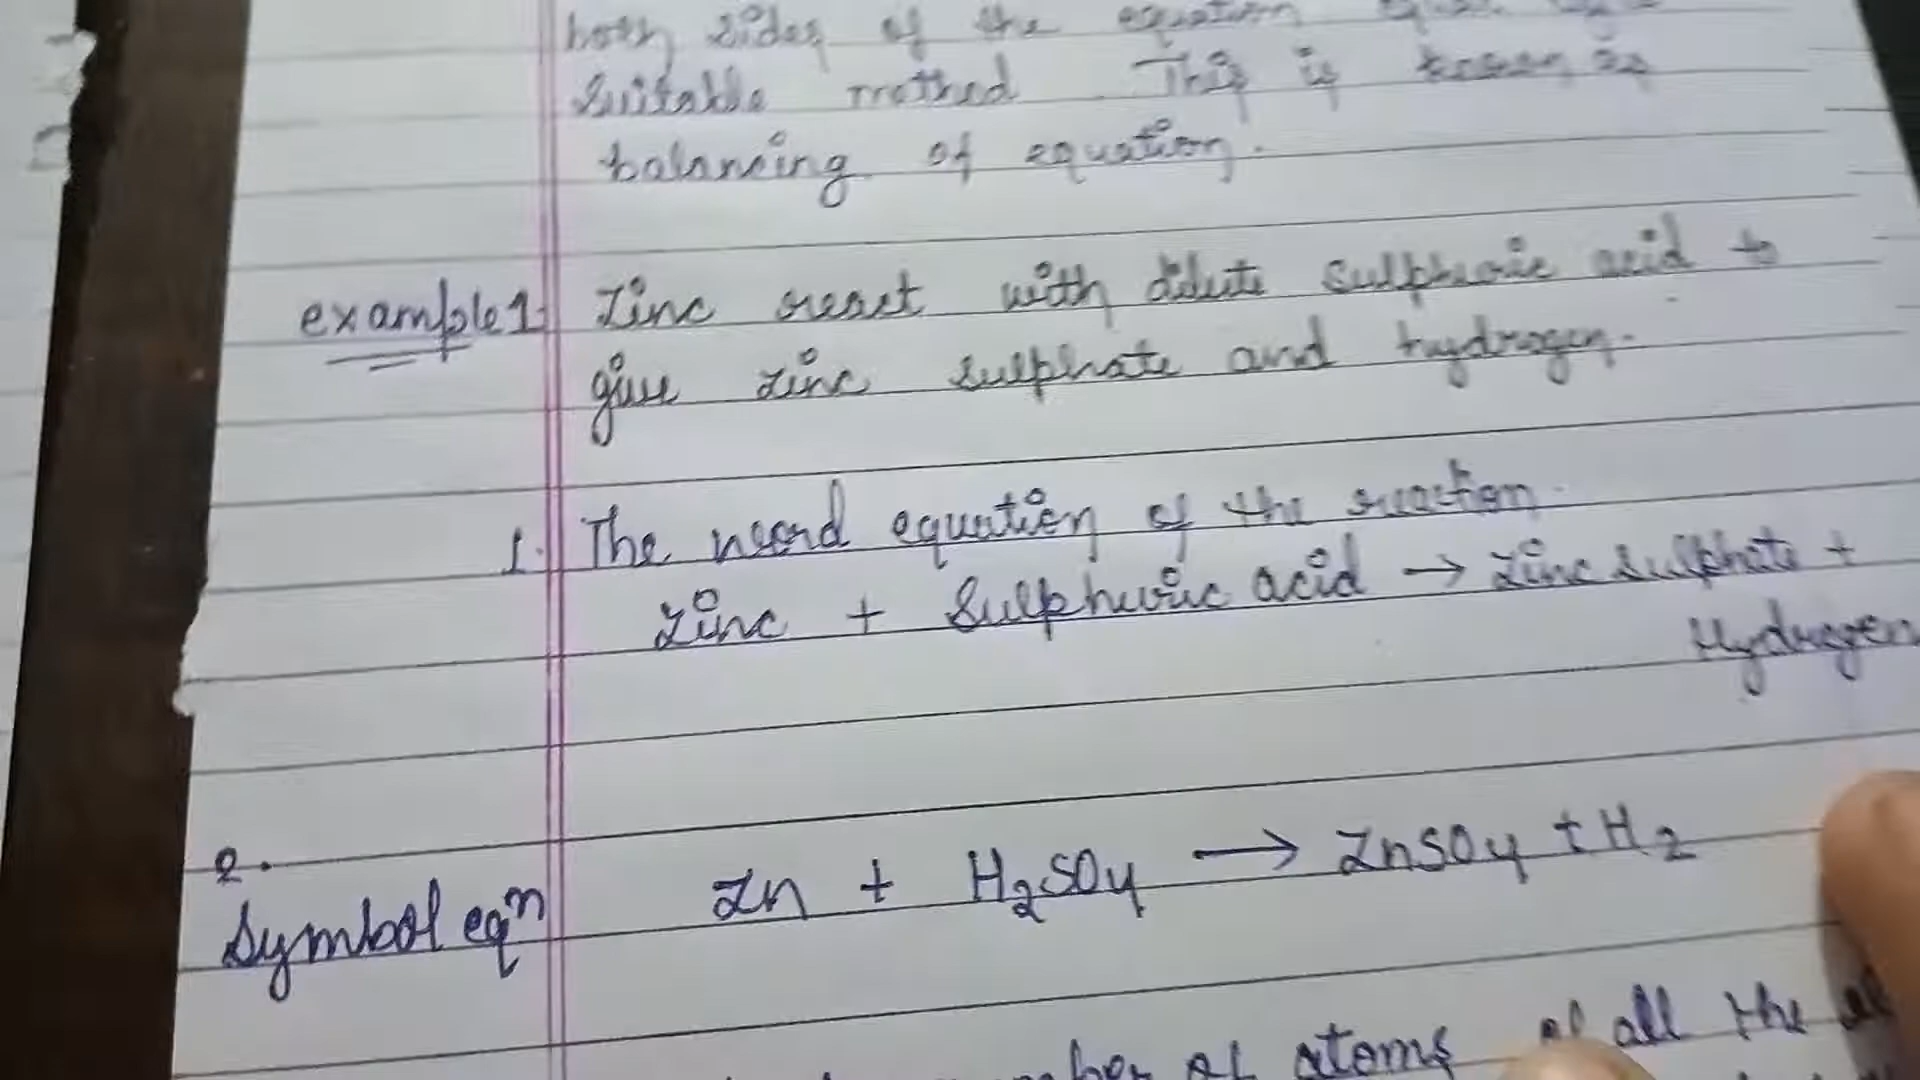 both sides of the equation
suitable method. This is known as
balancing of equation.
example 1. Zinc react with dilute sulphuric acid to
give zinc sulphate and hydrogen.
1. The word equation of the reaction.
Zinc + Sulphuric acid → Zinc Sulphate +
Hydrogen
2.
Symbol eqⁿ Zn + H₂SO₄ → ZnSO₄ + H₂
of atoms of all the